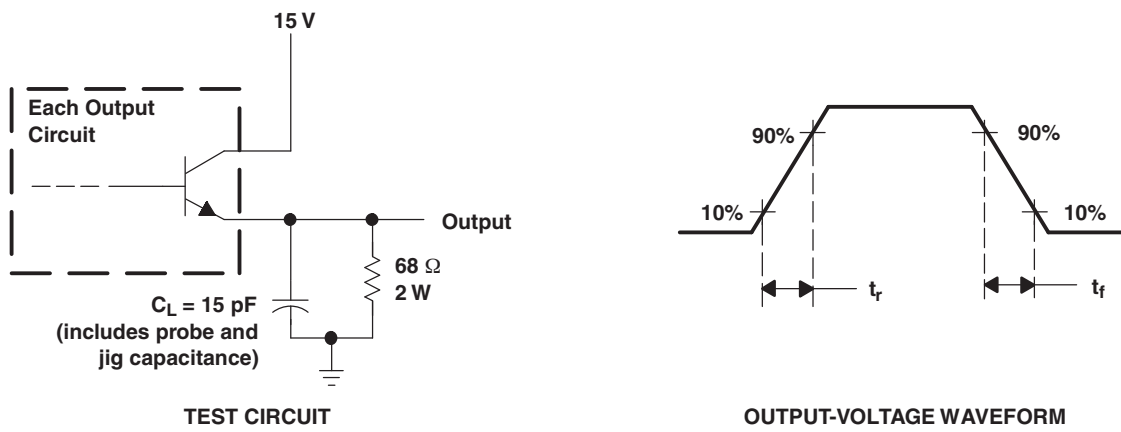 15 V
Each Output
Circuit
Output
68 Ω
2 W
C_L = 15 pF
(includes probe and
jig capacitance)
TEST CIRCUIT
90%
90%
10%
10%
t_r
t_f
OUTPUT-VOLTAGE WAVEFORM